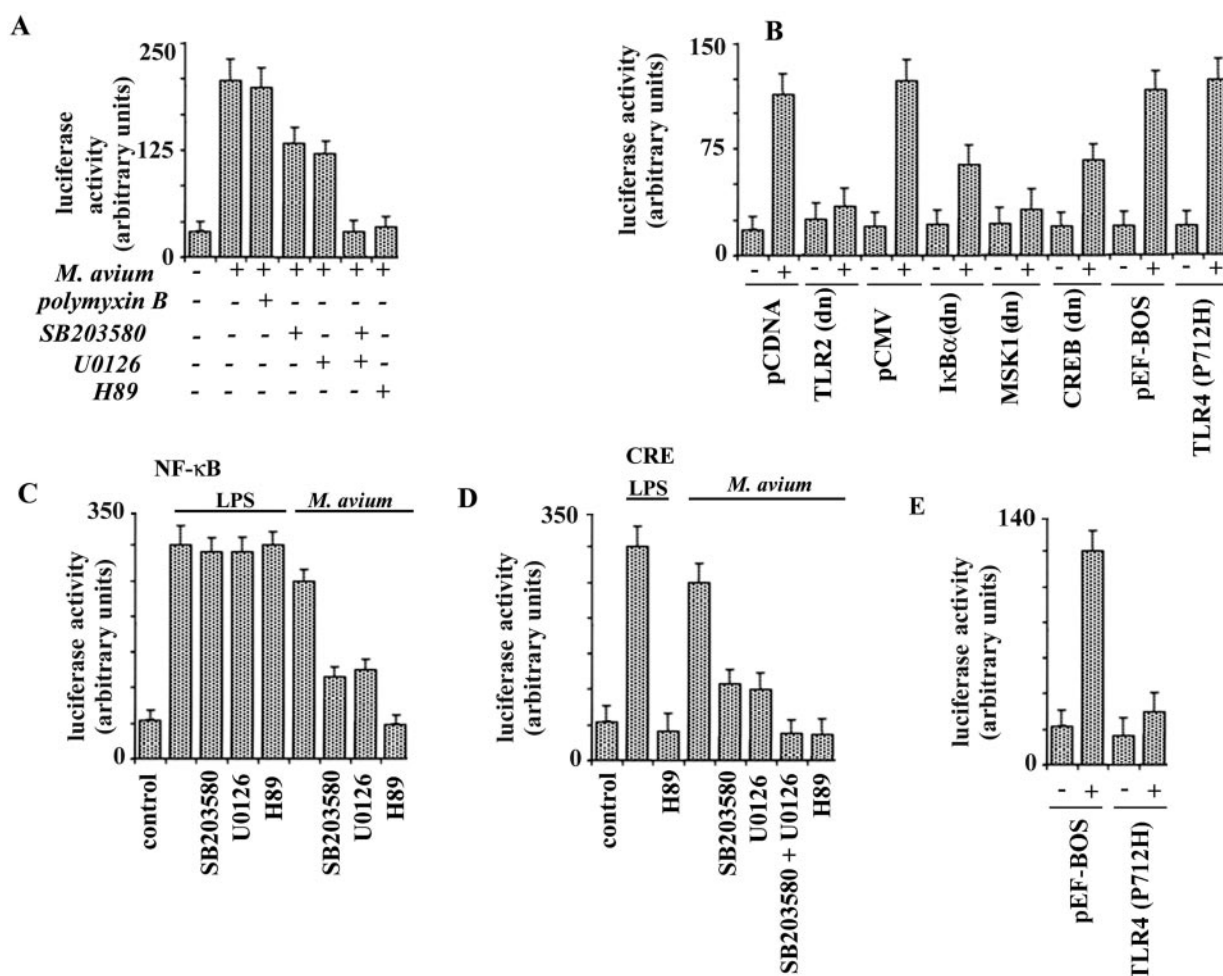 A
250
125
0
luciferase
activity
(arbitrary units)
M. avium - + + + + + +
polymyxin B - - + - - - -
SB203580 - - - + - + -
U0126 - - - - + + -
H89 - - - - - - +
B
150
75
0
luciferase activity
(arbitrary units)
- + - + - + - + - + - + - + - +
pCDNA
TLR2 (dn)
pCMV
IκBα(dn)
MSK1(dn)
CREB (dn)
pEF-BOS
TLR4 (P712H)
C
NF-κB
LPS
M. avium
350
0
luciferase activity
(arbitrary units)
control
SB203580
U0126
H89
SB203580
U0126
H89
D
CRE
LPS
M. avium
350
0
luciferase activity
(arbitrary units)
control
H89
SB203580
U0126
SB203580 + U0126
H89
E
140
0
luciferase activity
(arbitrary units)
- + - +
pEF-BOS
TLR4 (P712H)